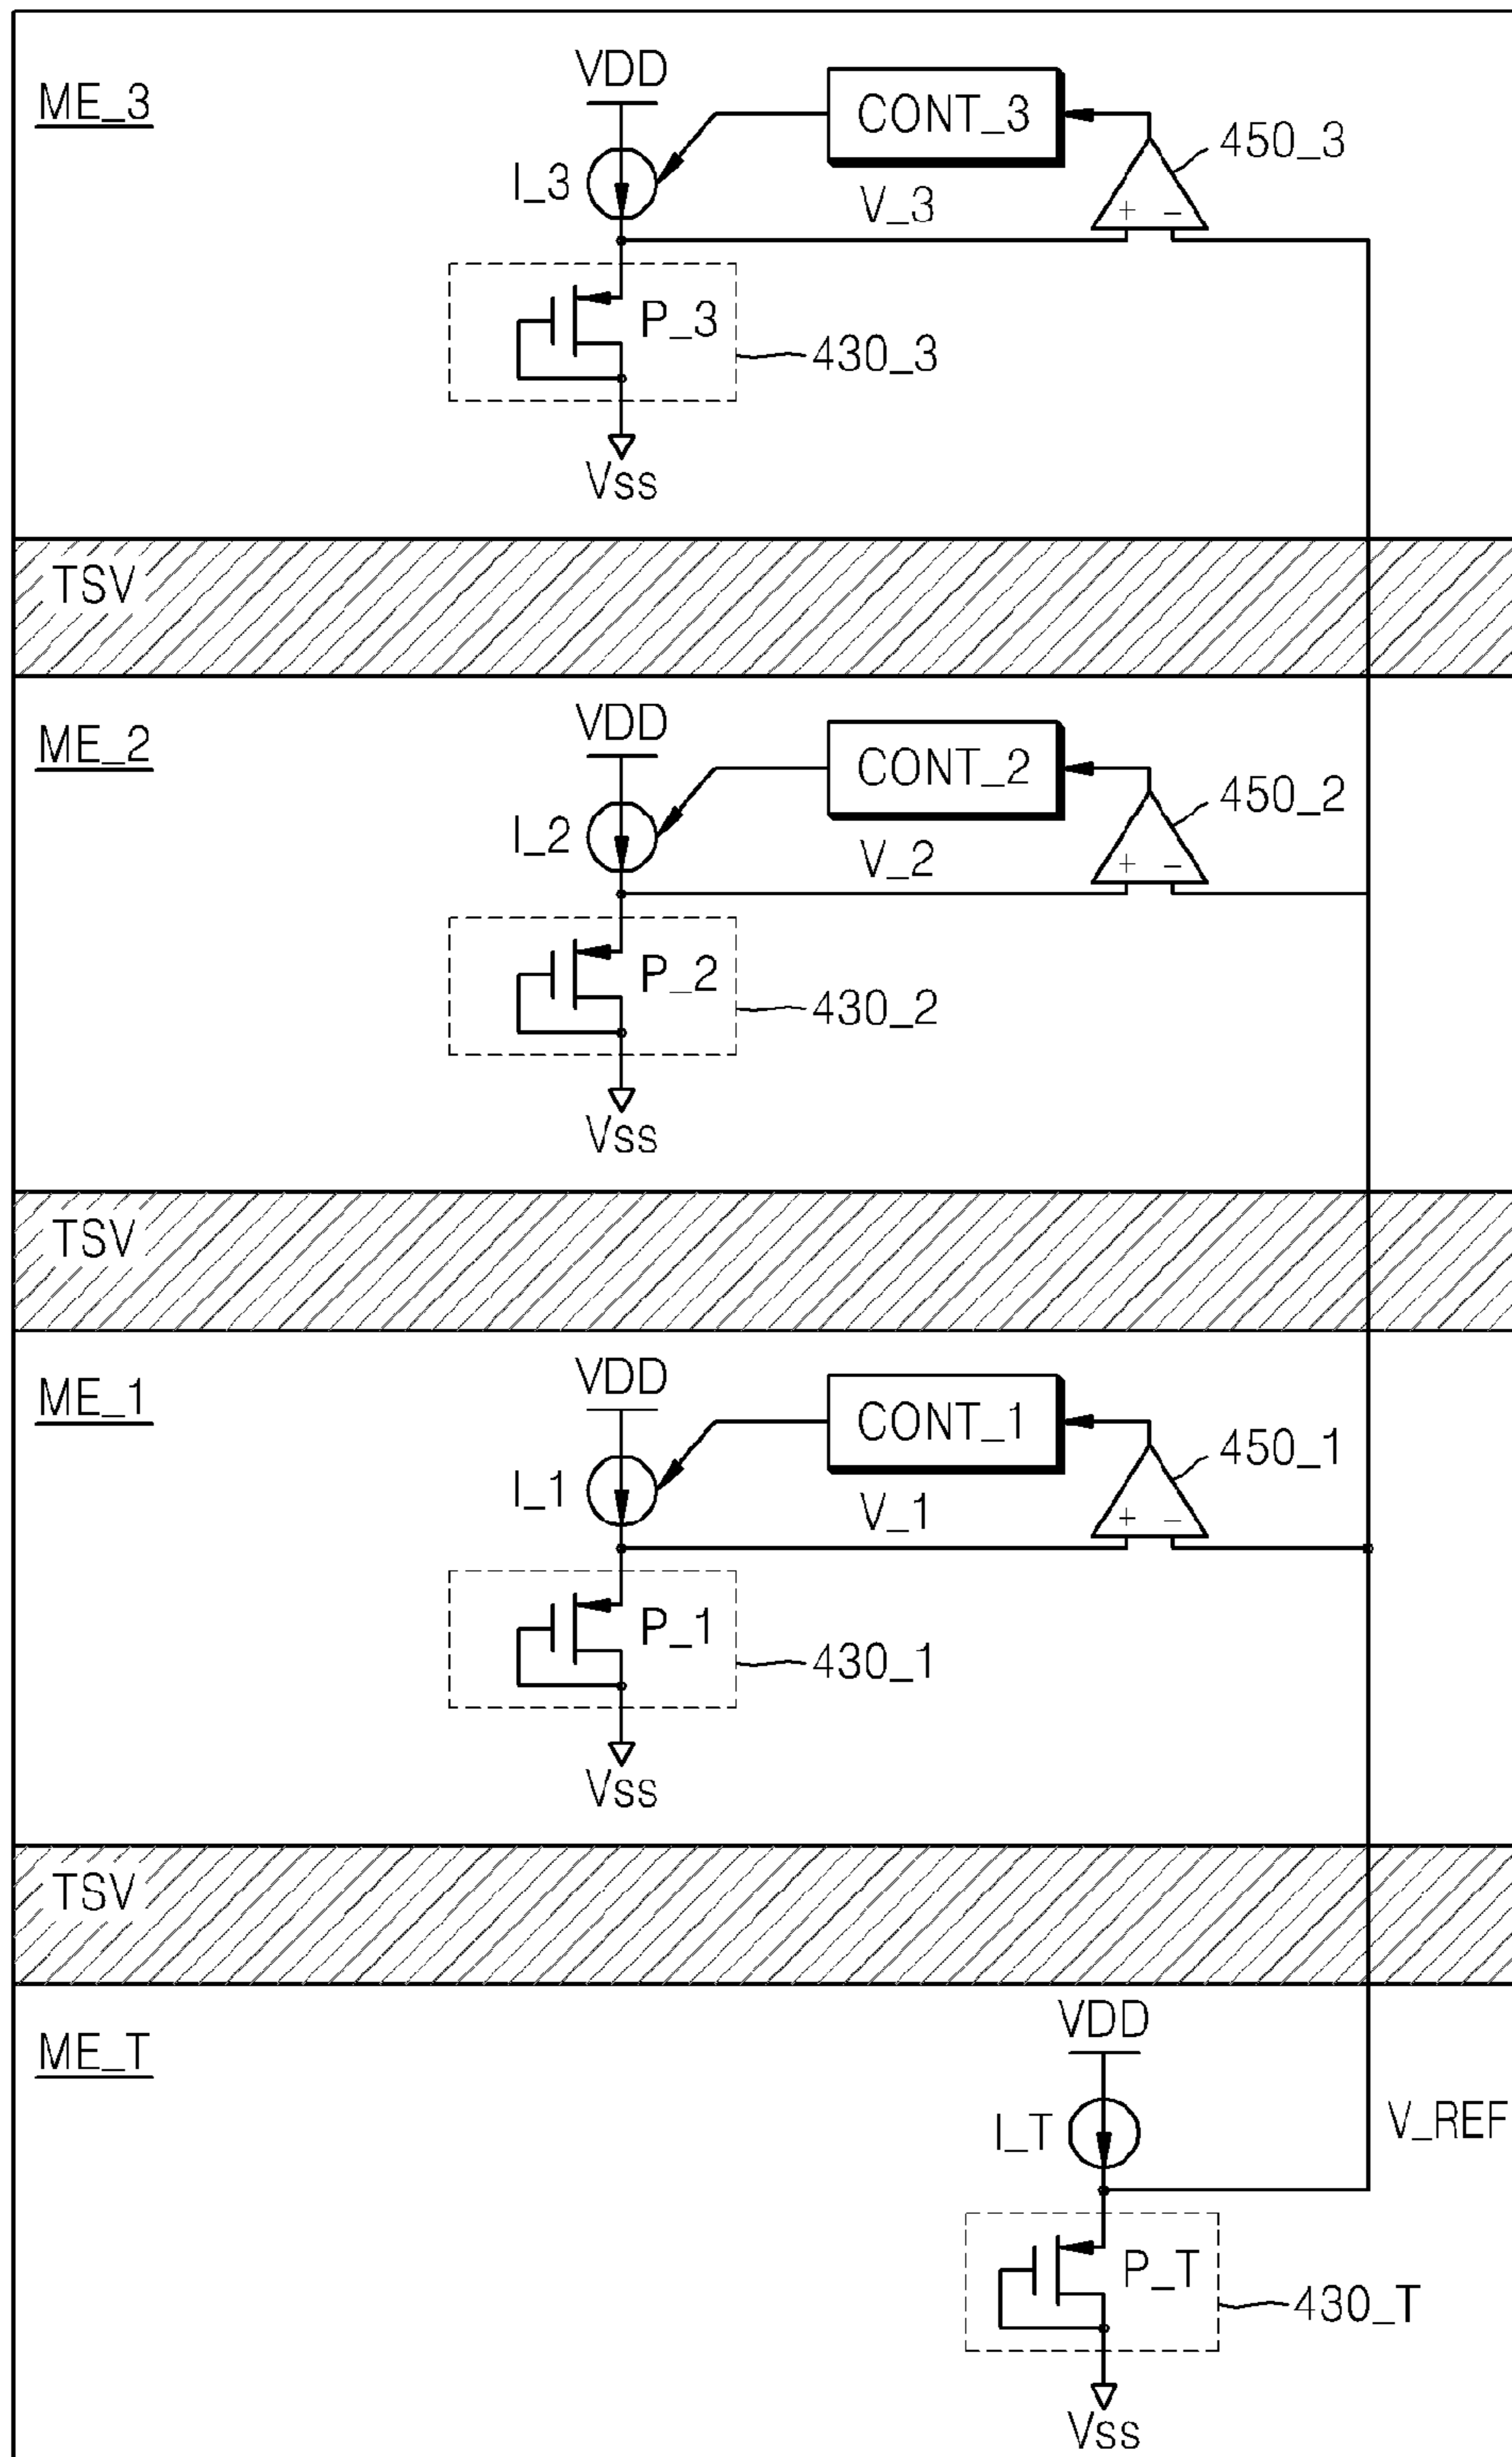 ME_3
VDD
CONT_3
450_3
I_3
V_3
+ −
P_3
430_3
Vss
TSV
ME_2
VDD
CONT_2
450_2
I_2
V_2
+ −
P_2
430_2
Vss
TSV
ME_1
VDD
CONT_1
450_1
I_1
V_1
+ −
P_1
430_1
Vss
TSV
ME_T
VDD
I_T
V_REF
P_T
430_T
Vss